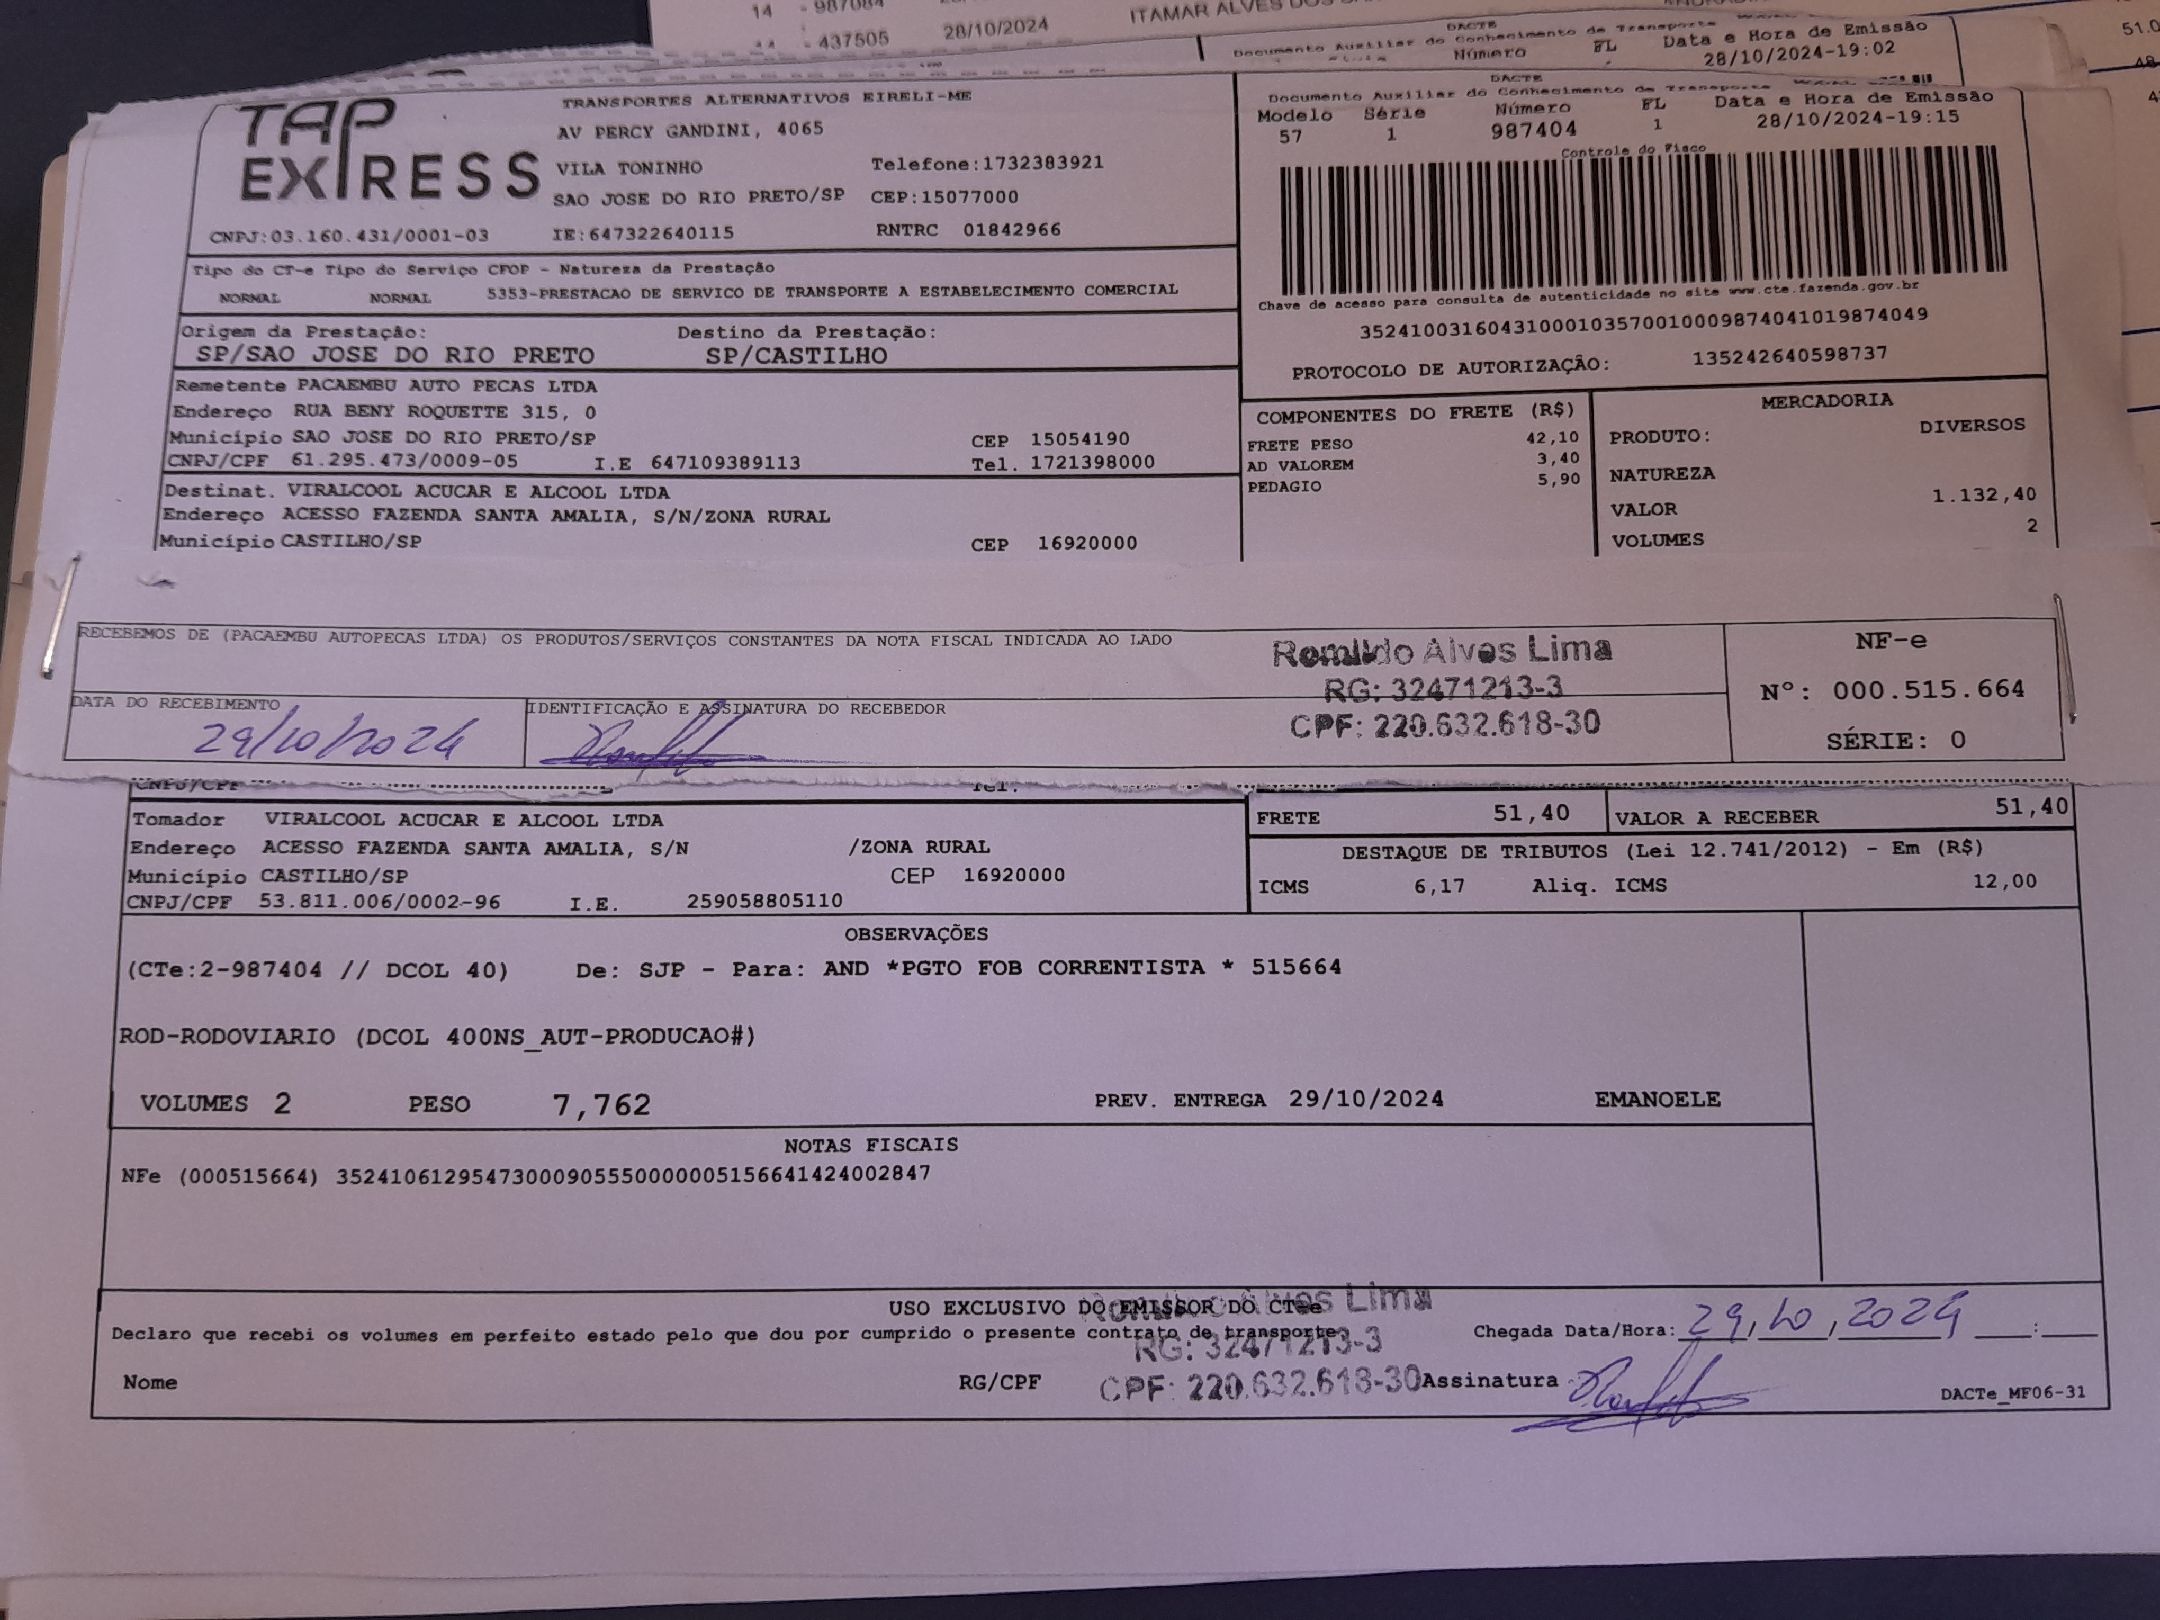 14 - 987084
437505 28/10/2024 ITAMAR ALVES
DACTE
Documento Auxiliar do Conhecimento de Transporte
Número FL Data e Hora de Emissão
28/10/2024-19:02
51.0
TAP EXPRESS
TRANSPORTES ALTERNATIVOS EIRELI-ME
AV PERCY GANDINI, 4065
VILA TONINHO Telefone:1732383921
SAO JOSE DO RIO PRETO/SP CEP:15077000
CNPJ:03.160.431/0001-03 IE:647322640115 RNTRC 01842966
DACTE
Documento Auxiliar do Conhecimento de Transporte
Modelo Série Número FL Data e Hora de Emissão
57 1 987404 1 28/10/2024-19:15
Controle do Fisco
Chave de acesso para consulta de autenticidade no site www.cte.fazenda.gov.br
35241003160431000103570010009874041019874049
PROTOCOLO DE AUTORIZAÇÃO: 135242640598737
Tipo do CT-e Tipo do Serviço CFOP - Natureza da Prestação
NORMAL NORMAL 5353-PRESTACAO DE SERVICO DE TRANSPORTE A ESTABELECIMENTO COMERCIAL
Origem da Prestação: Destino da Prestação:
SP/SAO JOSE DO RIO PRETO SP/CASTILHO
Remetente PACAEMBU AUTO PECAS LTDA
Endereço RUA BENY ROQUETTE 315, 0
Município SAO JOSE DO RIO PRETO/SP CEP 15054190
CNPJ/CPF 61.295.473/0009-05 I.E 647109389113 Tel. 1721398000
Destinat. VIRALCOOL ACUCAR E ALCOOL LTDA
Endereço ACESSO FAZENDA SANTA AMALIA, S/N/ZONA RURAL
Município CASTILHO/SP CEP 16920000
COMPONENTES DO FRETE (R$)
FRETE PESO 42,10
AD VALOREM 3,40
PEDAGIO 5,90
MERCADORIA
PRODUTO: DIVERSOS
NATUREZA
VALOR 1.132,40
VOLUMES 2
RECEBEMOS DE (PACAEMBU AUTOPECAS LTDA) OS PRODUTOS/SERVIÇOS CONSTANTES DA NOTA FISCAL INDICADA AO LADO
Romildo Alves Lima
RG: 32471213-3
CPF: 220.632.618-30
DATA DO RECEBIMENTO
29/10/2024
IDENTIFICAÇÃO E ASSINATURA DO RECEBEDOR
NF-e
Nº: 000.515.664
SÉRIE: 0
CNPJ/CPF Tel.
Tomador VIRALCOOL ACUCAR E ALCOOL LTDA
Endereço ACESSO FAZENDA SANTA AMALIA, S/N /ZONA RURAL
Município CASTILHO/SP CEP 16920000
CNPJ/CPF 53.811.006/0002-96 I.E. 259058805110
FRETE 51,40 VALOR A RECEBER 51,40
DESTAQUE DE TRIBUTOS (Lei 12.741/2012) - Em (R$)
ICMS 6,17 Aliq. ICMS 12,00
OBSERVAÇÕES
(CTe:2-987404 // DCOL 40) De: SJP - Para: AND *PGTO FOB CORRENTISTA * 515664
ROD-RODOVIARIO (DCOL 400NS_AUT-PRODUCAO#)
VOLUMES 2 PESO 7,762 PREV. ENTREGA 29/10/2024 EMANOELE
NOTAS FISCAIS
NFe (000515664) 35241061295473000905550000005156641424002847
USO EXCLUSIVO DO EMISSOR DO CT-e
Declaro que recebi os volumes em perfeito estado pelo que dou por cumprido o presente contrato de transporte.
Romildo Alves Lima
RG: 32471213-3
CPF: 220.632.618-30
Chegada Data/Hora: 29,10,2024 :
Nome RG/CPF Assinatura
DACTe_MF06-31